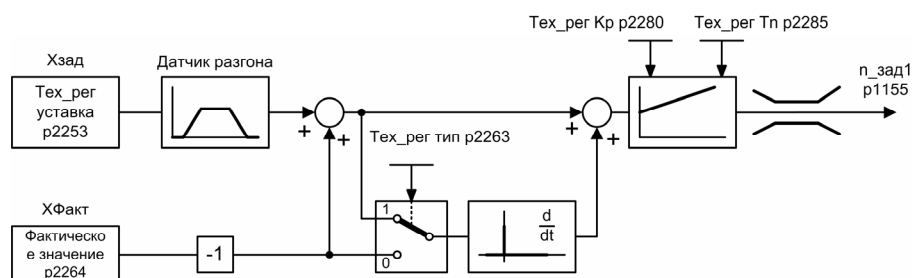 Тех_рег Kp p2280
Тех_рег Tn p2285
Xзад
Датчик разгона
n_зад1
p1155
Тех_рег
уставка
p2253
+
+
+
+
Тех_рег тип p2263
XФакт
1
0
d
dt
Фактическо
е значение
p2264
-1